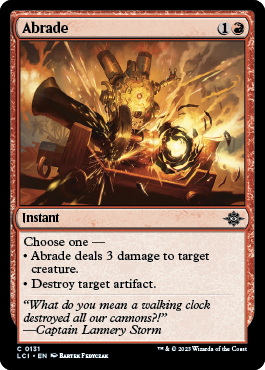 Abrade 1
Instant
Choose one —
• Abrade deals 3 damage to target
creature.
• Destroy target artifact.
“What do you mean a walking clock
destroyed all our cannons?!”
—Captain Lannery Storm
C 0131
LCI • EN Bartek Fedyczak
™ & © 2023 Wizards of the Coast